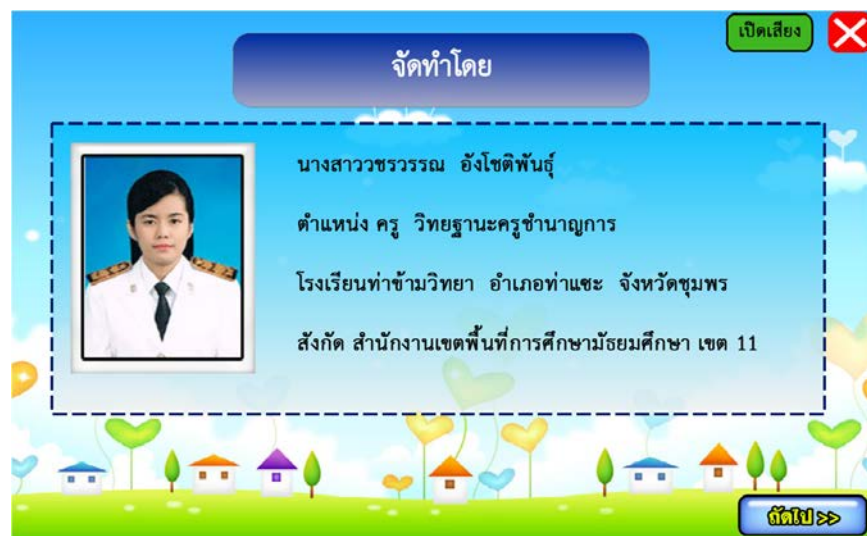 เปิดเสียง
จัดทำโดย
นางสาววชรวรรณ อังโชติพันธุ์
ตำแหน่ง ครู วิทยฐานะครูชำนาญการ
โรงเรียนท่าข้ามวิทยา อำเภอท่าแซะ จังหวัดชุมพร
สังกัด สำนักงานเขตพื้นที่การศึกษามัธยมศึกษา เขต 11
ถัดไป >>